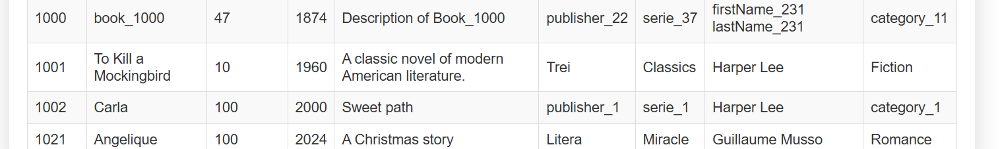 1000 book_1000 47 1874 Description of Book_1000 publisher_22 serie_37 firstName_231 lastName_231 category_11
1001 To Kill a Mockingbird 10 1960 A classic novel of modern American literature. Trei Classics Harper Lee Fiction
1002 Carla 100 2000 Sweet path publisher_1 serie_1 Harper Lee category_1
1021 Angelique 100 2024 A Christmas story Litera Miracle Guillaume Musso Romance